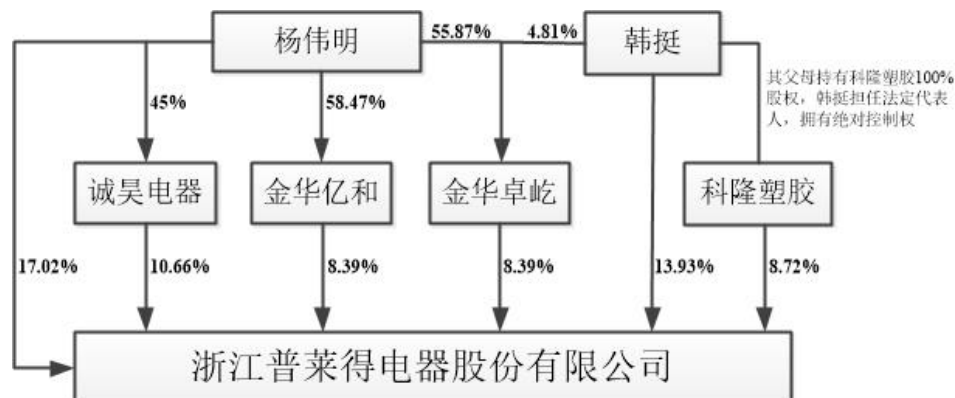 杨伟明
55.87%
4.81%
韩挺
其父母持有科隆塑胶100%
股权，韩挺担任法定代表
人，拥有绝对控制权
45%
58.47%
诚昊电器
金华亿和
金华卓屹
科隆塑胶
17.02%
10.66%
8.39%
8.39%
13.93%
8.72%
浙江普莱得电器股份有限公司